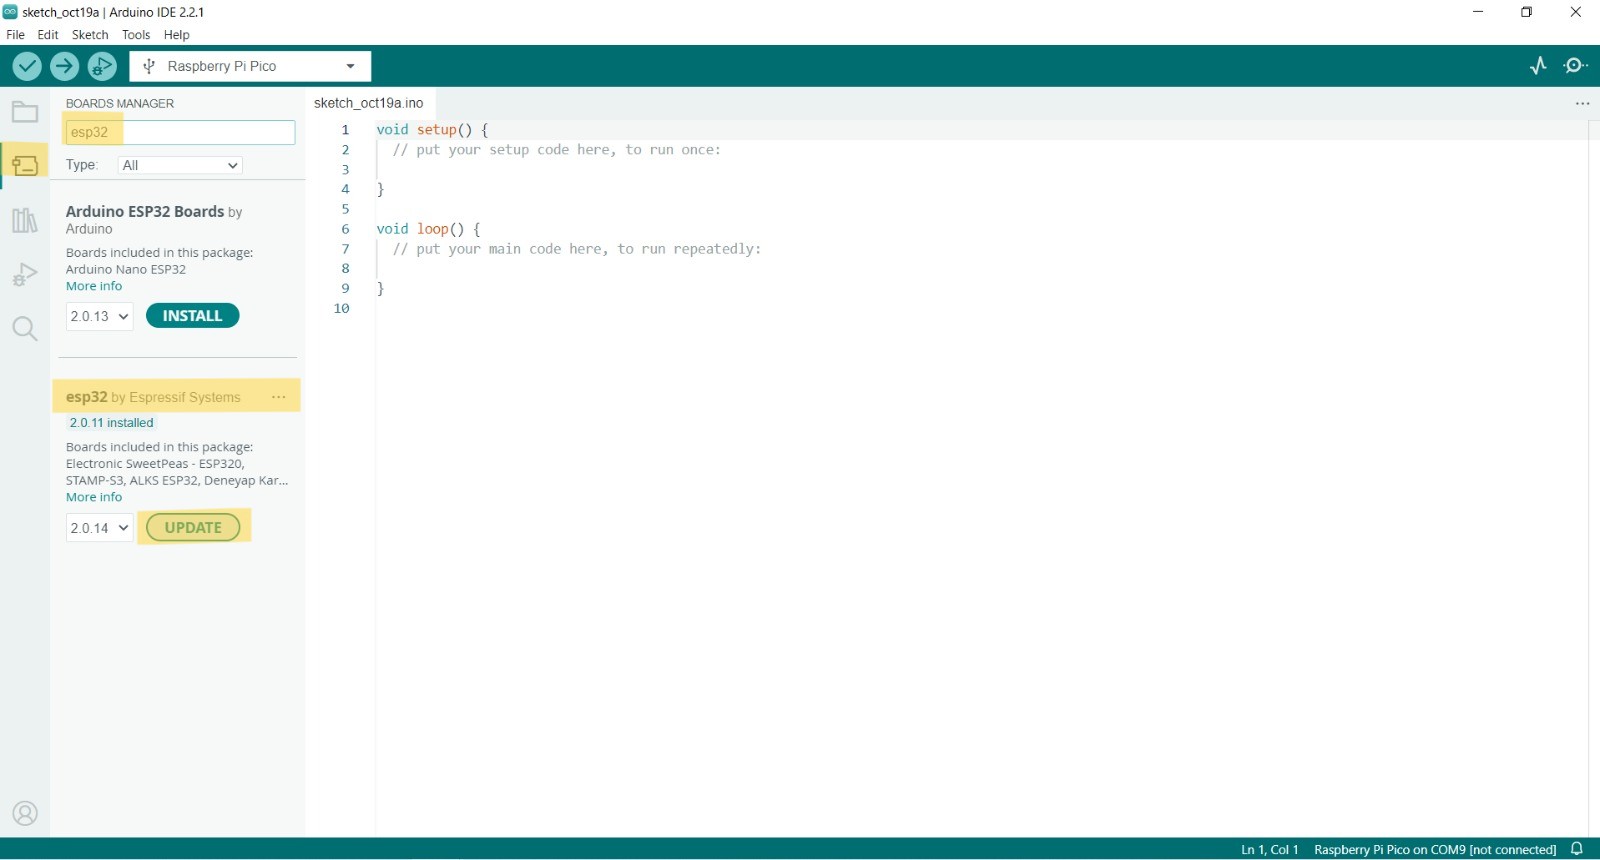 sketch_oct19a | Arduino IDE 2.2.1
File Edit Sketch Tools Help
Raspberry Pi Pico
BOARDS MANAGER
esp32
Type: All
Arduino ESP32 Boards by
Arduino
Boards included in this package:
Arduino Nano ESP32
More info
2.0.13 INSTALL
esp32 by Espressif Systems ...
2.0.11 installed
Boards included in this package:
Electronic SweetPeas - ESP320,
STAMP-S3, ALKS ESP32, Deneyap Kar...
More info
2.0.14 UPDATE
sketch_oct19a.ino ...
1 void setup() {
2 // put your setup code here, to run once:
3
4 }
5
6 void loop() {
7 // put your main code here, to run repeatedly:
8
9 }
10
Ln 1, Col 1 Raspberry Pi Pico on COM9 [not connected]